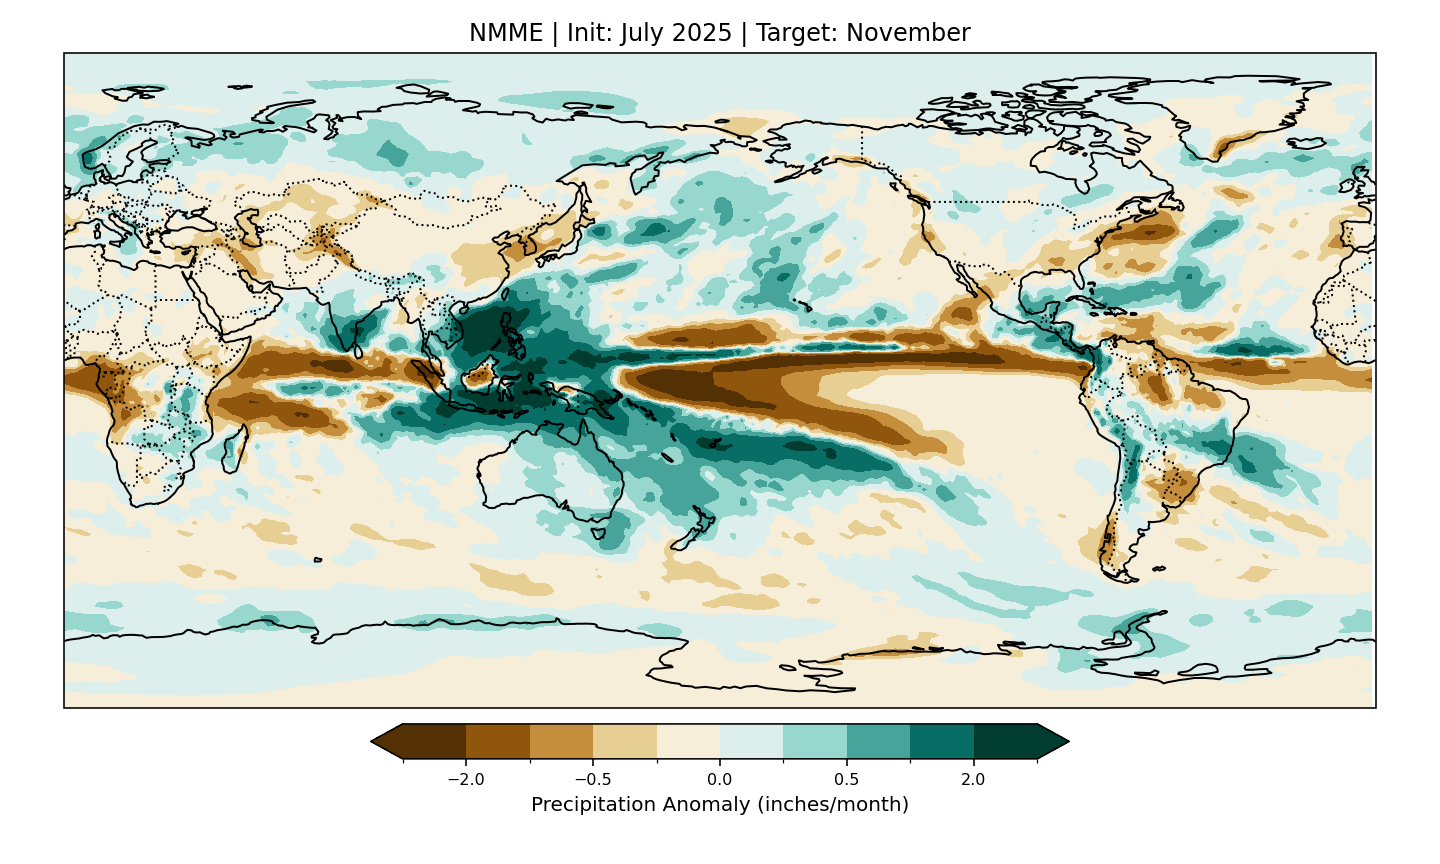 NMME | Init: July 2025 | Target: November
−2.0 −0.5 0.0 0.5 2.0
Precipitation Anomaly (inches/month)